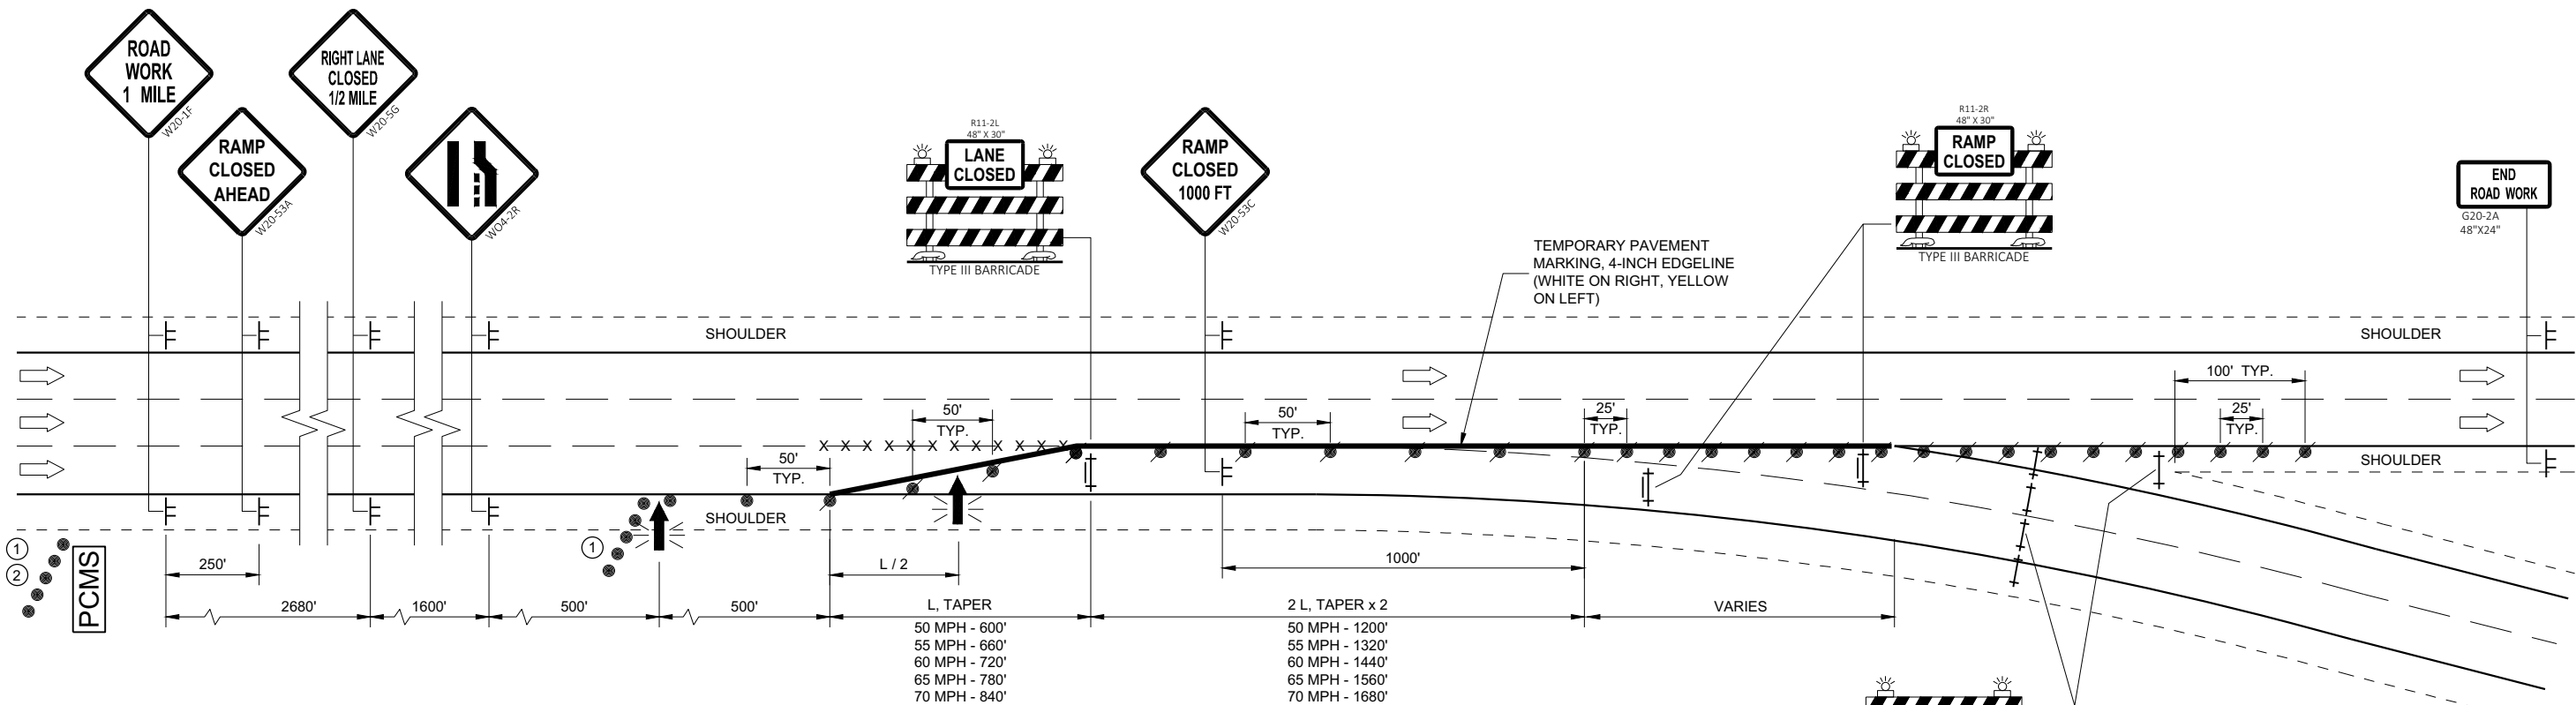 ROAD
WORK
1 MILE
W20-1F
RAMP
CLOSED
AHEAD
W20-53A
RIGHT LANE
CLOSED
1/2 MILE
W20-5G
WO4-2R
R11-2L
48" X 30"
LANE
CLOSED
TYPE III BARRICADE
RAMP
CLOSED
1000 FT
W20-53C
TEMPORARY PAVEMENT
MARKING, 4-INCH EDGELINE
(WHITE ON RIGHT, YELLOW
ON LEFT)
R11-2R
48" X 30"
RAMP
CLOSED
TYPE III BARRICADE
END
ROAD WORK
G20-2A
48"X24"
SHOULDER
SHOULDER
100' TYP.
50'
TYP.
50'
TYP.
25'
TYP.
25'
TYP.
X X X X X X X X X X X X
50'
TYP.
SHOULDER
SHOULDER
1
2
PCMS
1
250'
L / 2
1000'
2680'
1600'
500'
500'
L, TAPER
50 MPH - 600'
55 MPH - 660'
60 MPH - 720'
65 MPH - 780'
70 MPH - 840'
2 L, TAPER x 2
50 MPH - 1200'
55 MPH - 1320'
60 MPH - 1440'
65 MPH - 1560'
70 MPH - 1680'
VARIES